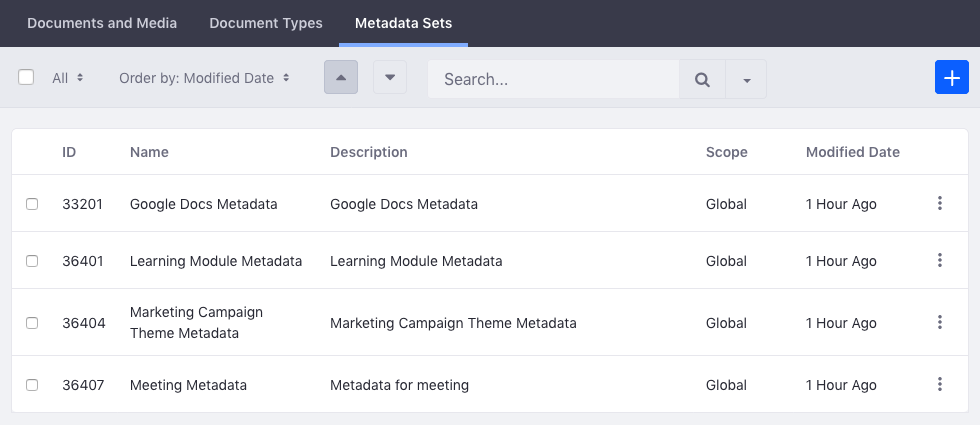 Documents and Media Document Types Metadata Sets
All Order by: Modified Date Search...
ID Name Description Scope Modified Date
33201 Google Docs Metadata Google Docs Metadata Global 1 Hour Ago
36401 Learning Module Metadata Learning Module Metadata Global 1 Hour Ago
36404 Marketing Campaign Theme Metadata Marketing Campaign Theme Metadata Global 1 Hour Ago
36407 Meeting Metadata Metadata for meeting Global 1 Hour Ago